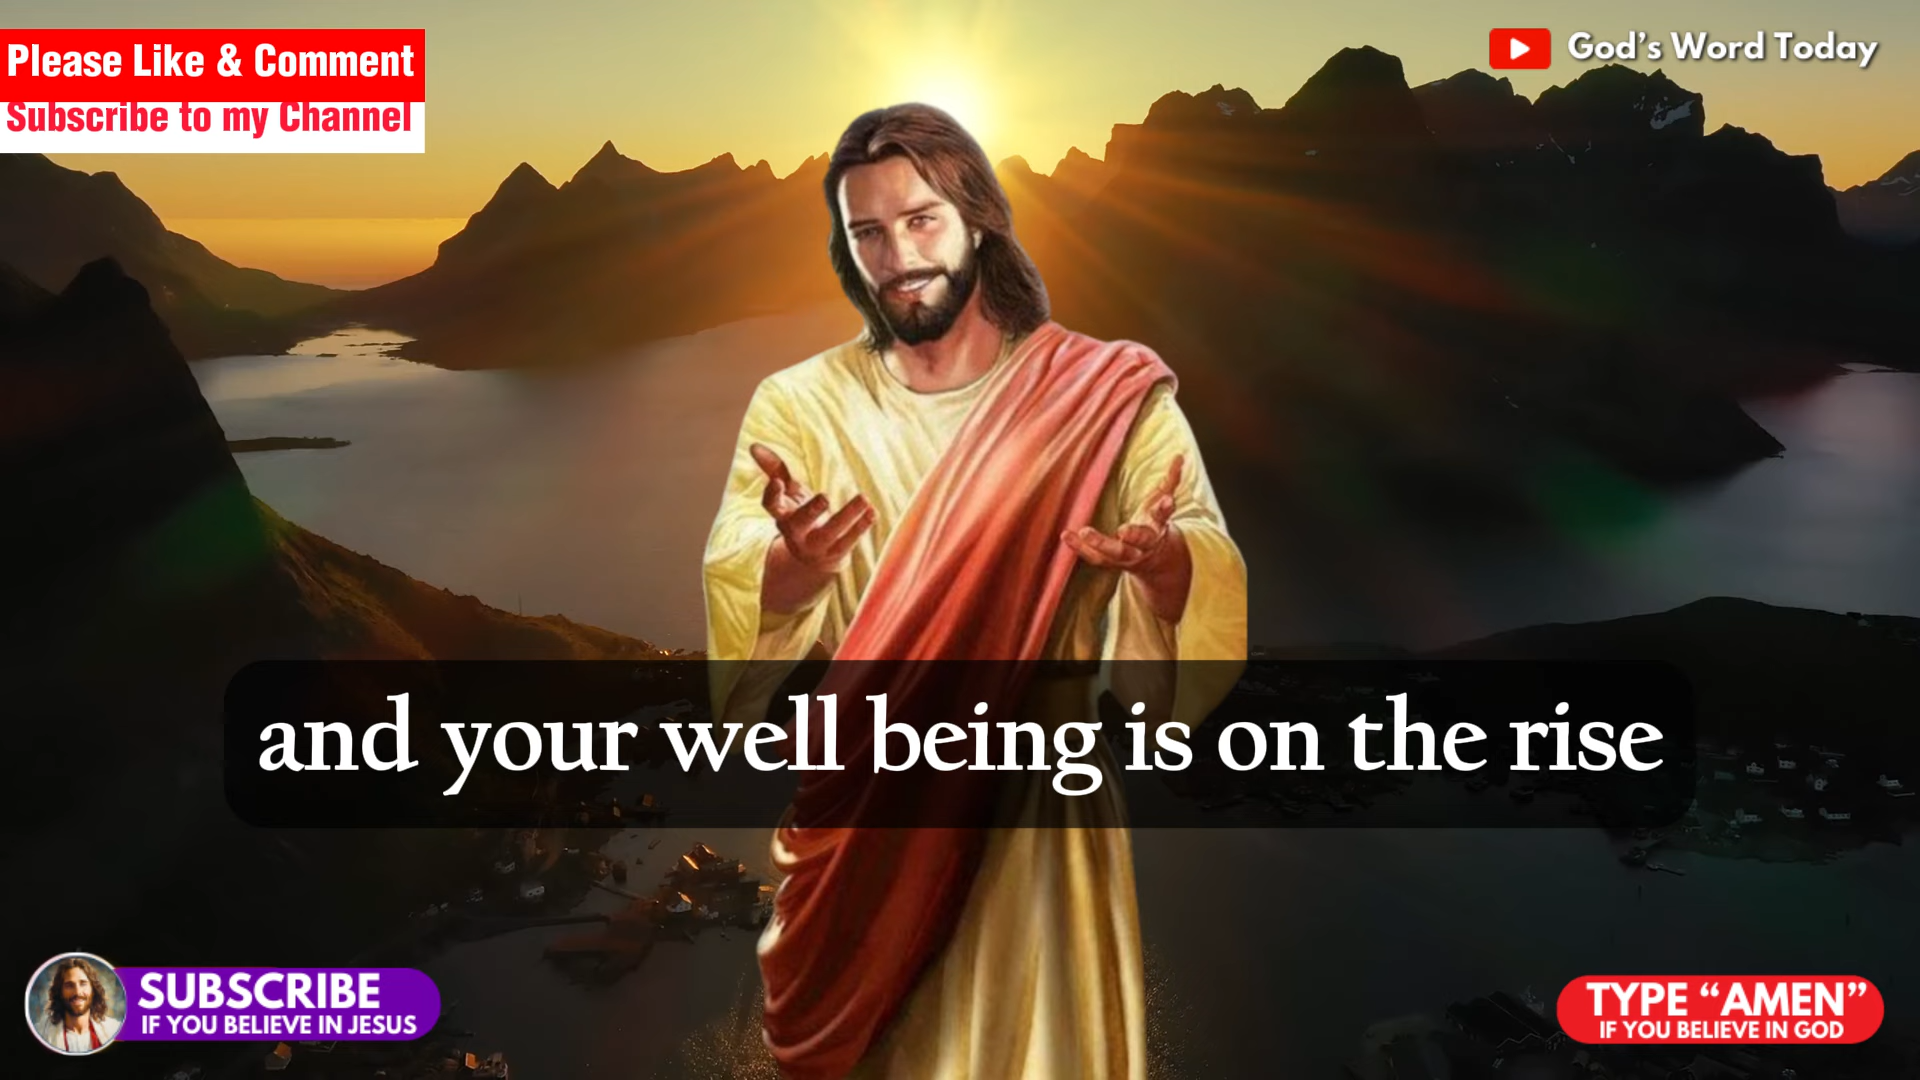 Please Like & Comment
Subscribe to my Channel
God's Word Today
and your well being is on the rise
SUBSCRIBE
IF YOU BELIEVE IN JESUS
TYPE “AMEN”
IF YOU BELIEVE IN GOD